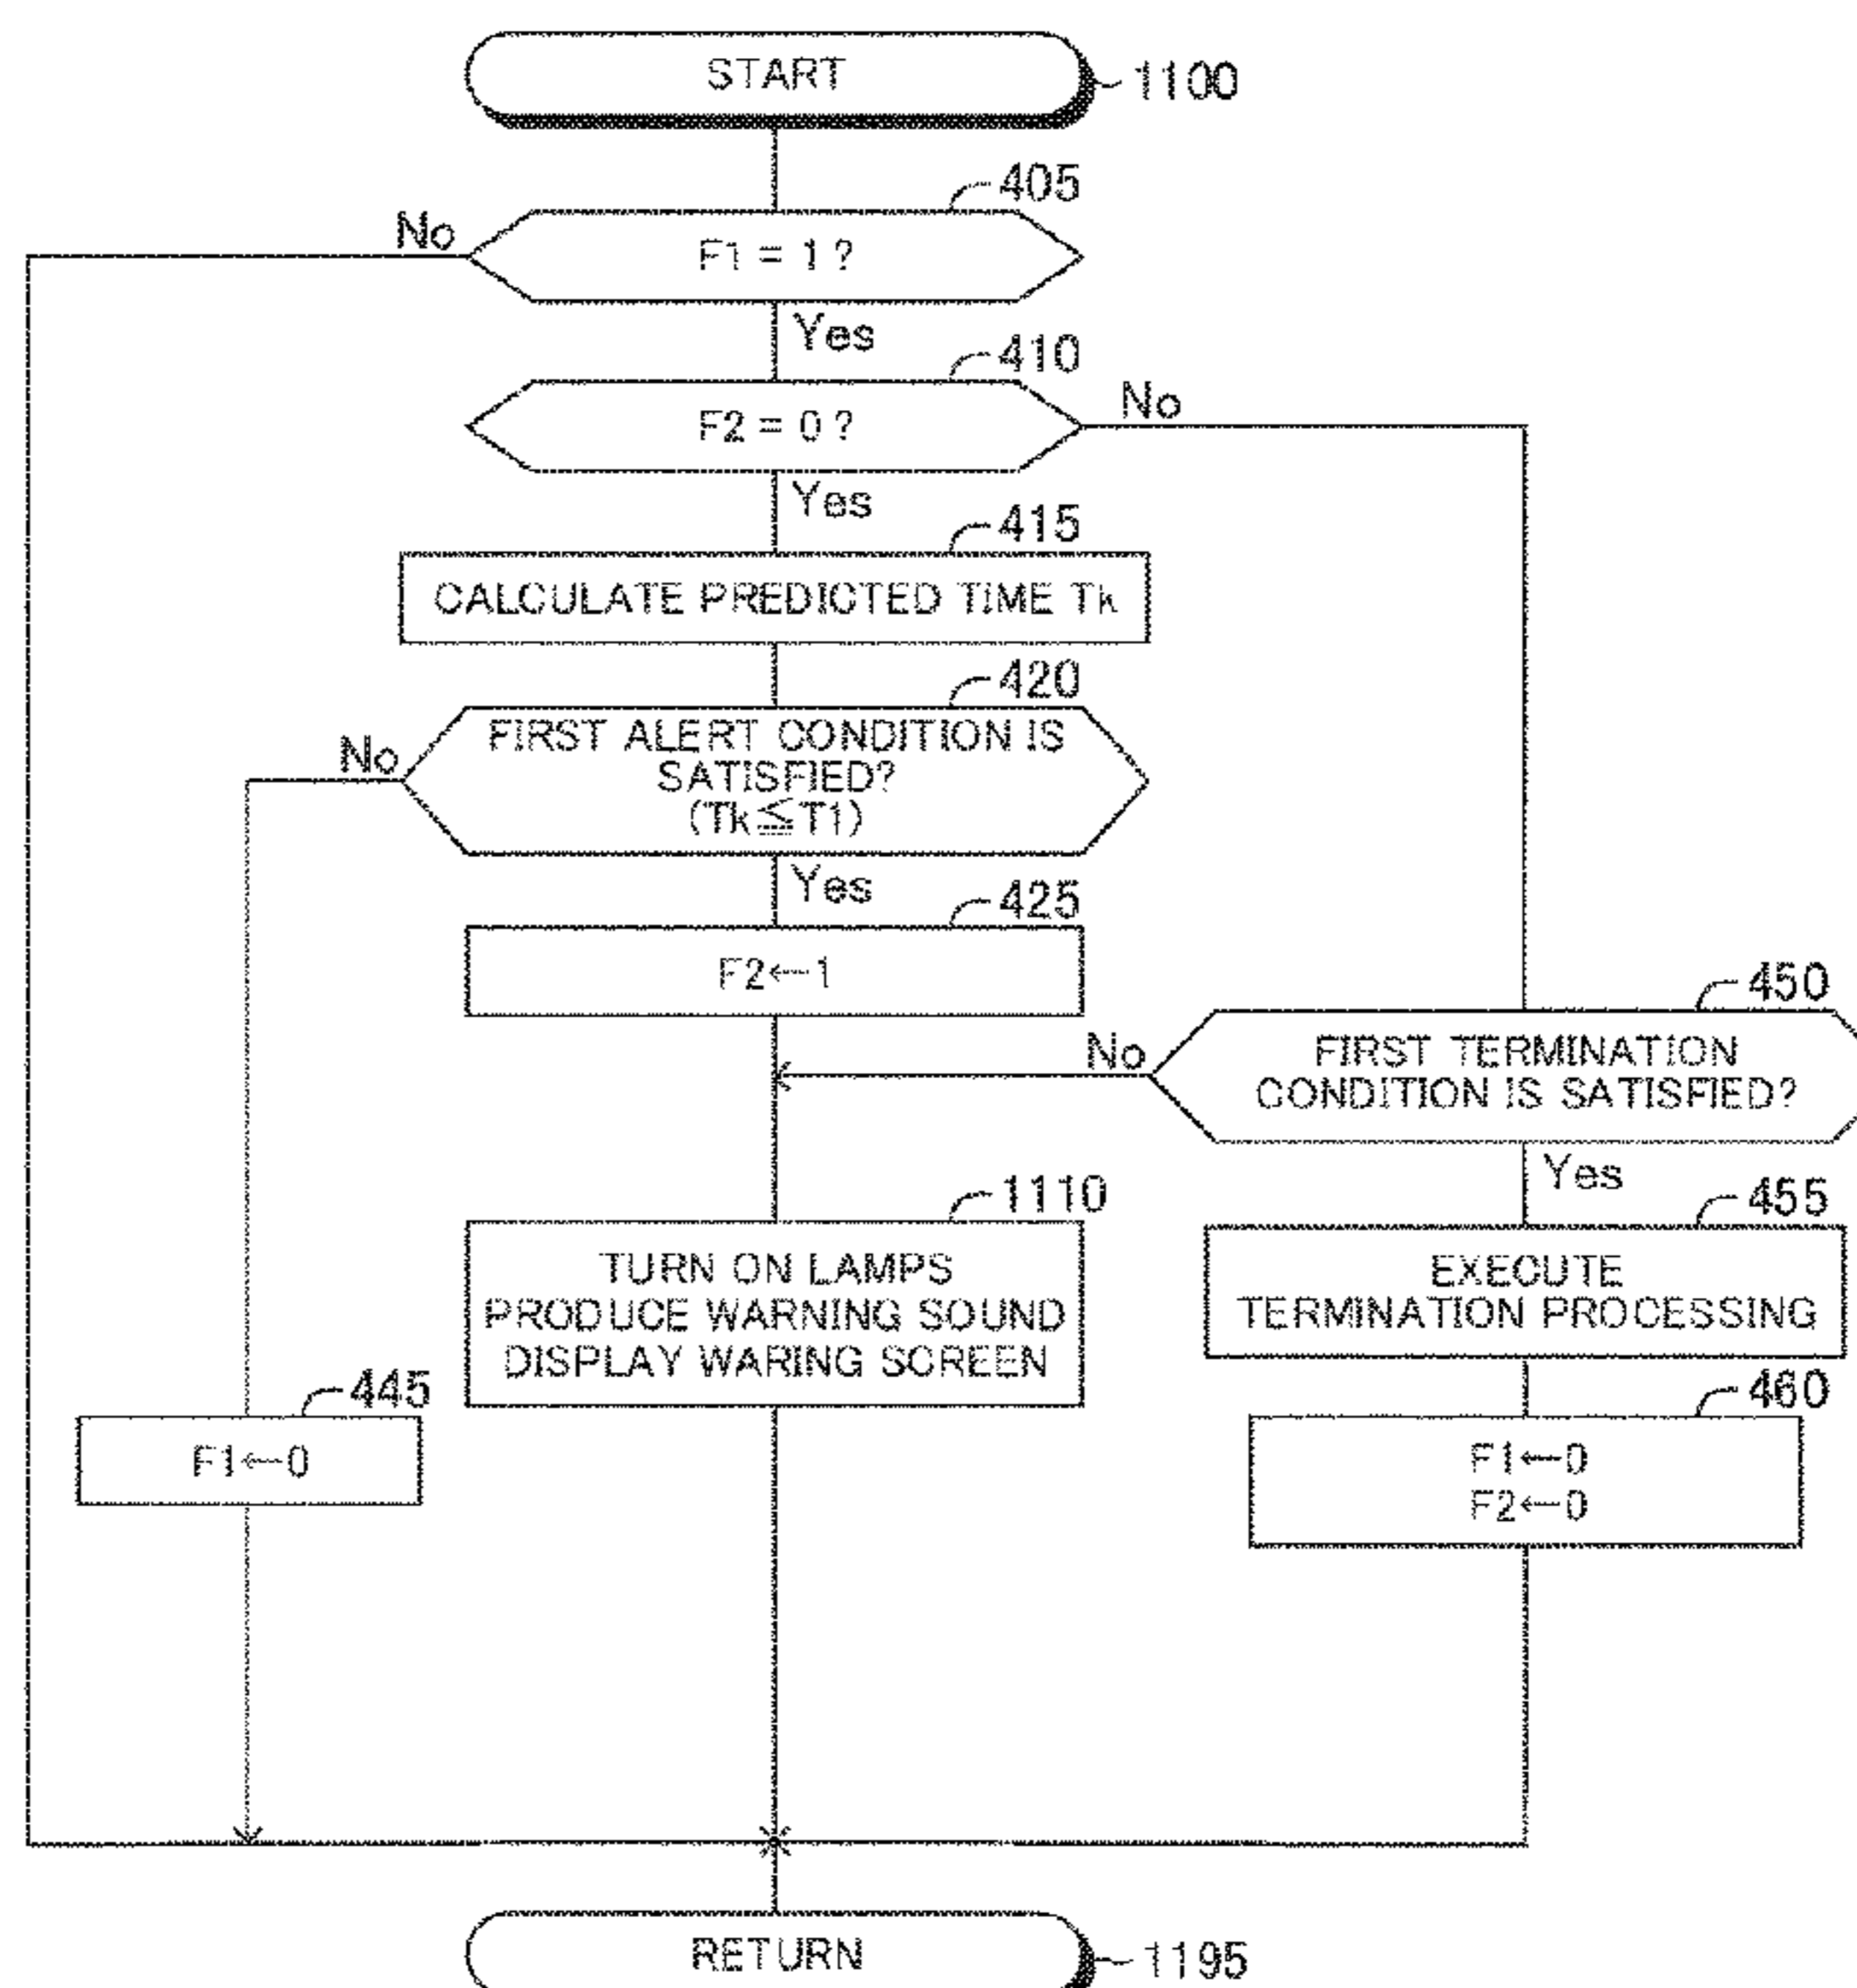 START
1100
405
No
F1 = 1 ?
Yes
410
F2 = 0 ?
No
Yes
415
CALCULATE PREDICTED TIME Tk
420
No
FIRST ALERT CONDITION IS
SATISFIED?
(Tk≦T1)
Yes
425
F2←1
450
No
FIRST TERMINATION
CONDITION IS SATISFIED?
Yes
1110
455
TURN ON LAMPS
PRODUCE WARNING SOUND
DISPLAY WARING SCREEN
EXECUTE
TERMINATION PROCESSING
445
460
F1←0
F1←0
F2←0
RETURN
1195